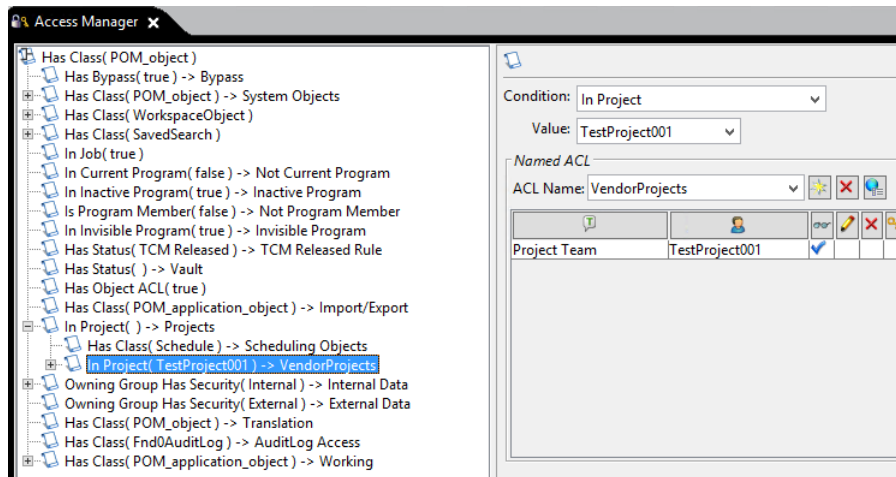 Access Manager
Has Class( POM_object )
Has Bypass( true ) -> Bypass
Has Class( POM_object ) -> System Objects
Has Class( WorkspaceObject )
Has Class( SavedSearch )
In Job( true )
In Current Program( false ) -> Not Current Program
In Inactive Program( true ) -> Inactive Program
Is Program Member( false ) -> Not Program Member
In Invisible Program( true ) -> Invisible Program
Has Status( TCM Released ) -> TCM Released Rule
Has Status( ) -> Vault
Has Object ACL( true )
Has Class( POM_application_object ) -> Import/Export
In Project( ) -> Projects
Has Class( Schedule ) -> Scheduling Objects
In Project( TestProject001 ) -> VendorProjects
Owning Group Has Security( Internal ) -> Internal Data
Owning Group Has Security( External ) -> External Data
Has Class( POM_object ) -> Translation
Has Class( Fnd0AuditLog ) -> AuditLog Access
Has Class( POM_application_object ) -> Working
Condition: In Project
Value: TestProject001
Named ACL
ACL Name: VendorProjects
Project Team TestProject001